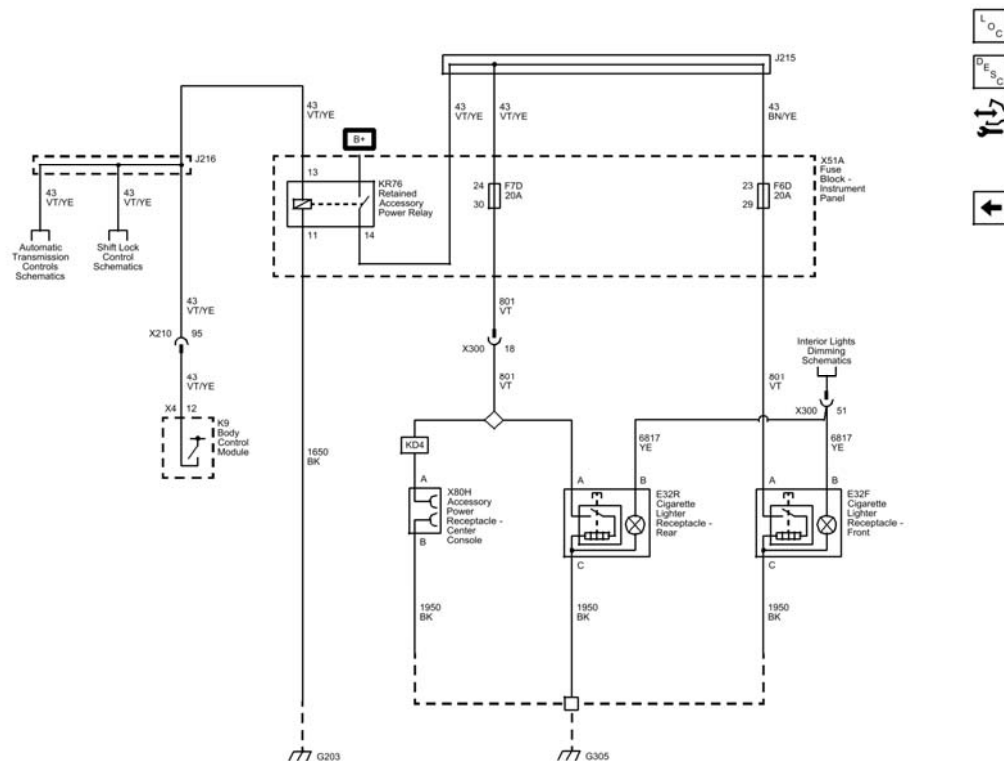 L O C
D E S C
J215
43
VT/YE
43
VT/YE
43
VT/YE
43
BN/YE
B+
J216
X51A
Fuse
Block -
Instrument
Panel
13
KR76
Retained
Accessory
Power Relay
11
14
24
F7D
20A
30
23
F6D
20A
29
43
VT/YE
43
VT/YE
Automatic
Transmission
Controls
Schematics
Shift Lock
Control
Schematics
43
VT/YE
801
VT
X210
95
X300
18
Interior Lights
Dimming
Schematics
43
VT/YE
801
VT
801
VT
X300
51
X4
12
K9
Body
Control
Module
1650
BK
KD4
6817
YE
6817
YE
A
X80H
Accessory
Power
Receptacle -
Center
Console
B
A
B
E32R
Cigarette
Lighter
Receptacle -
Rear
C
A
B
E32F
Cigarette
Lighter
Receptacle -
Front
C
1950
BK
1950
BK
1950
BK
G203
G305